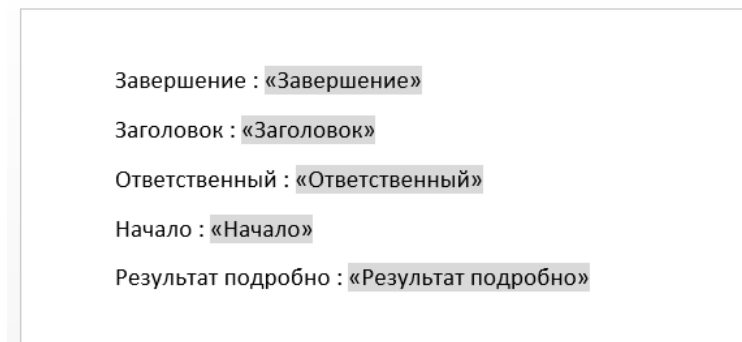 Завершение : «Завершение»
Заголовок : «Заголовок»
Ответственный : «Ответственный»
Начало : «Начало»
Результат подробно : «Результат подробно»